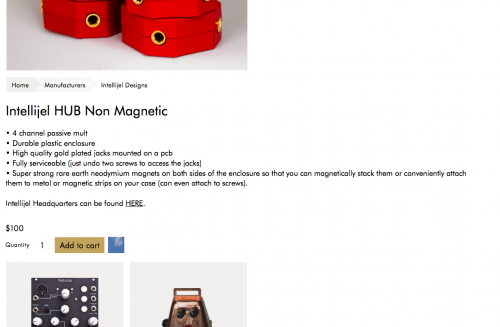 Home Manufacturers Intellijel Designs
Intellijel HUB Non Magnetic
• 4 channel passive mult
• Durable plastic enclosure
• High quality gold plated jacks mounted on a pcb
• Fully serviceable (just undo two screws to access the jacks)
• Super strong rare earth neodymium magnets on both sides of the enclosure so that you can magnetically stack them or conveniently attach
them to metal or magnetic strips on your case (can even attach to screws).
Intellijel Headquarters can be found HERE.
$100
Quantity 1 Add to cart